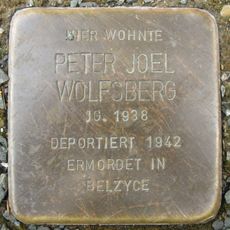 HIER WOHNTE
PETER JOEL
WOLFSBERG
JG. 1938
DEPORTIERT 1942
ERMORDET IN
BELZYCE